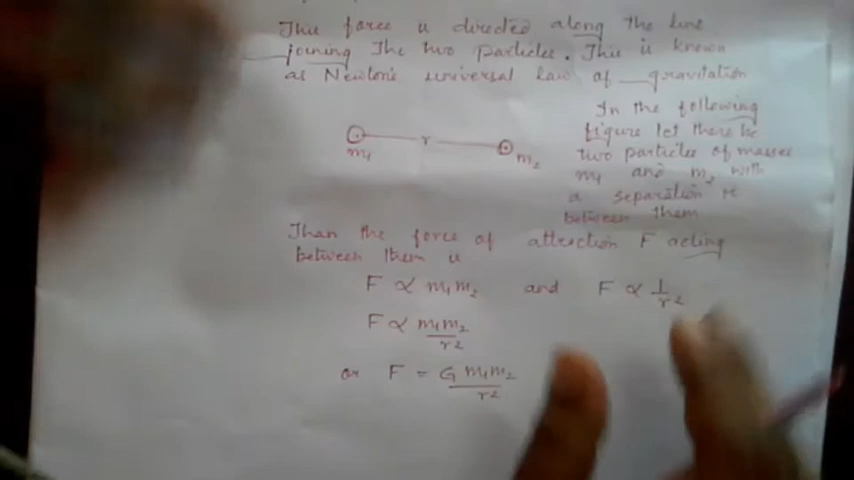 This force is directed along the line
joining The two particles. This is known
as Newton's universal law of gravitation
In the following
figure let there be
two particles of masses
m₁ and m₂ with
a separation r
between them
r
m₁
m₂
Than the force of attraction F acting
between them is
F ∝ m₁m₂ and F ∝ 1/r²
F ∝ m₁m₂/r²
or F = G m₁m₂/r²